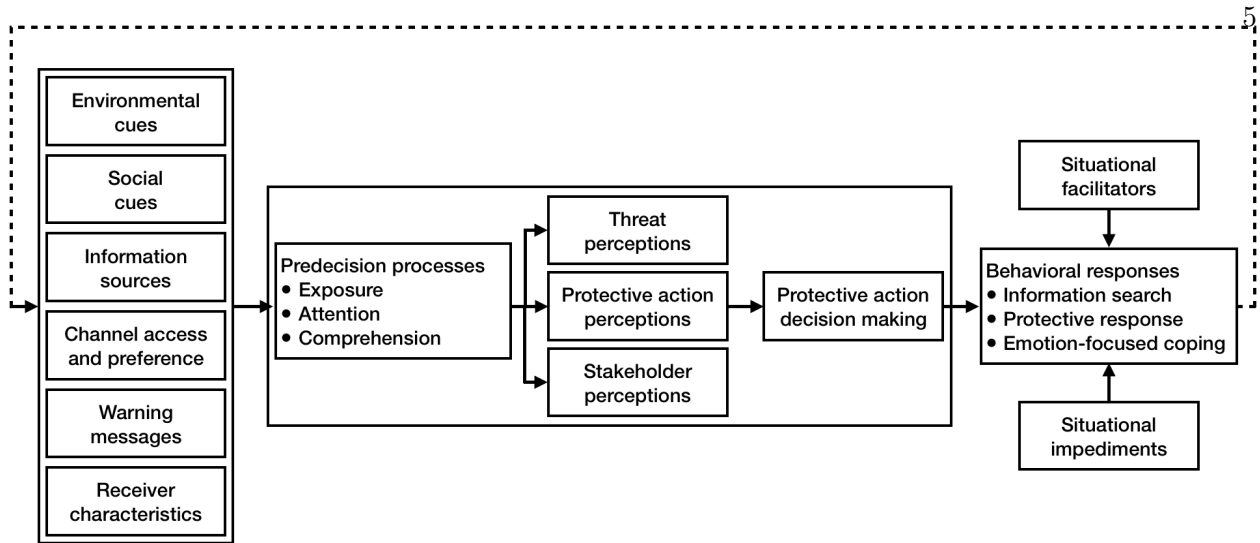 5
Environmental
cues
Social
cues
Information
sources
Channel access
and preference
Warning
messages
Receiver
characteristics
Predecision processes
• Exposure
• Attention
• Comprehension
Threat
perceptions
Protective action
perceptions
Stakeholder
perceptions
Protective action
decision making
Situational
facilitators
Behavioral responses
• Information search
• Protective response
• Emotion-focused coping
Situational
impediments